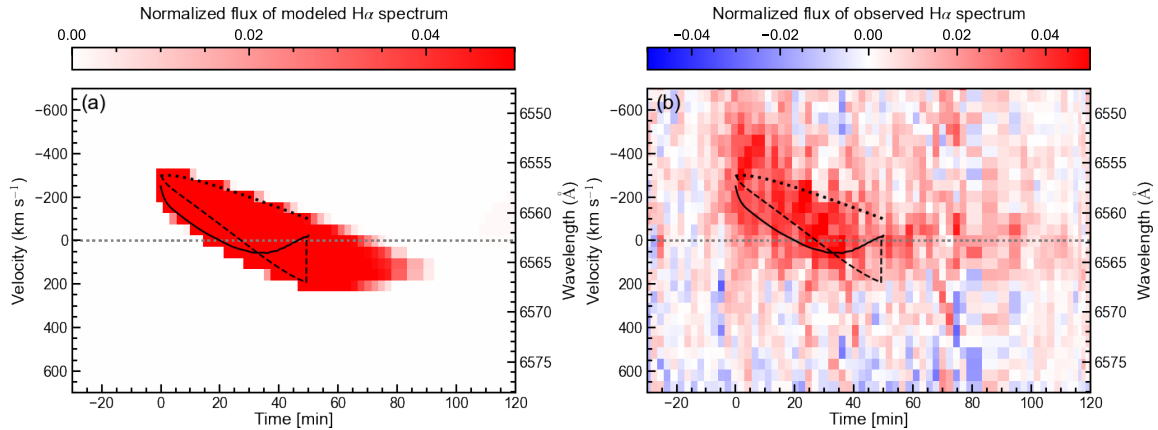 Normalized flux of modeled Hα spectrum
0.00 0.02 0.04
(a)
Velocity (km s⁻¹)
−600
−400
−200
0
200
400
600
6550
6555
6560
6565
6570
6575
Wavelength (Å)
−20 0 20 40 60 80 100 120
Time [min]
Normalized flux of observed Hα spectrum
−0.04 −0.02 0.00 0.02 0.04
(b)
Velocity (km s⁻¹)
−600
−400
−200
0
200
400
600
6550
6555
6560
6565
6570
6575
Wavelength (Å)
−20 0 20 40 60 80 100 120
Time [min]